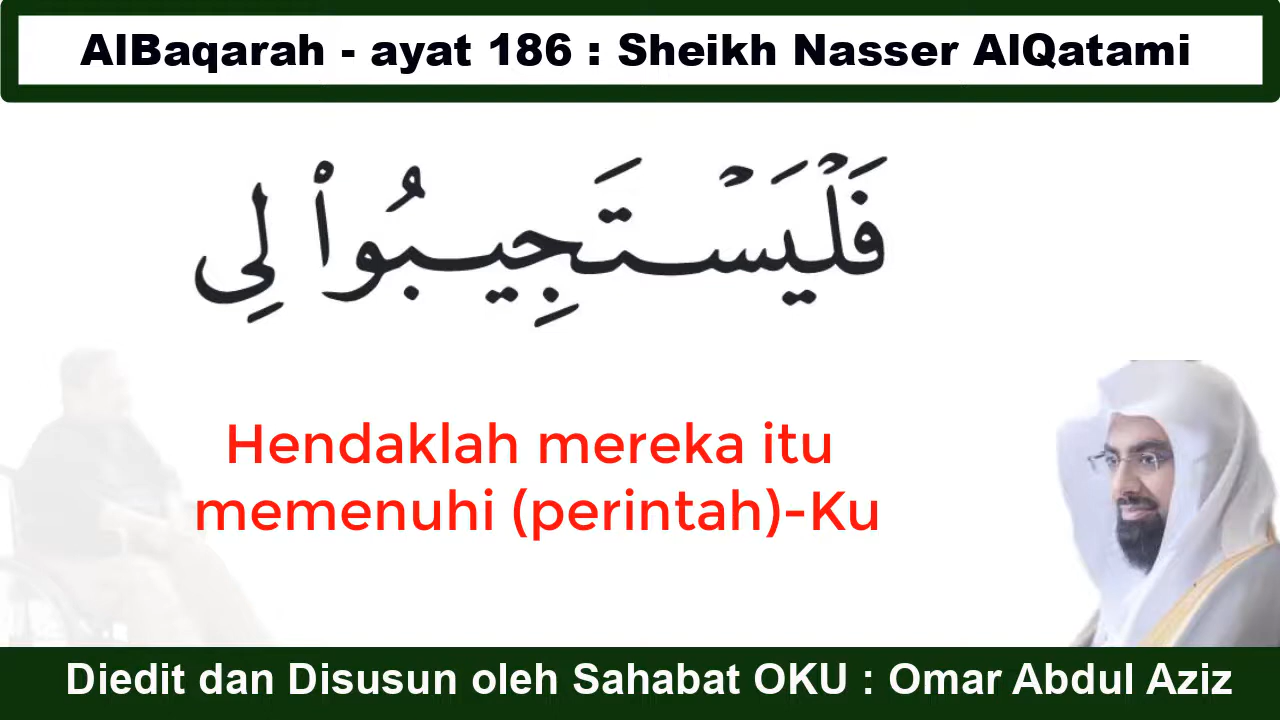 AlBaqarah - ayat 186 : Sheikh Nasser AlQatami
فَلۡيَسۡتَجِيبُواْ لِي
Hendaklah mereka itu
memenuhi (perintah)-Ku
Diedit dan Disusun oleh Sahabat OKU : Omar Abdul Aziz